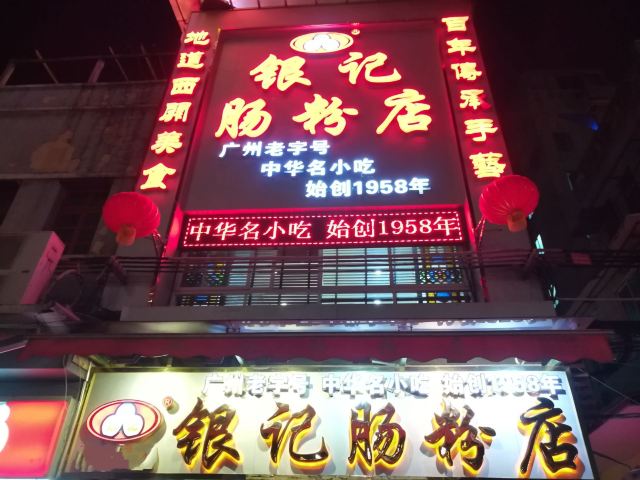 地道西關美食
百年傳承手藝
银记
肠粉店
广州老字号
中华名小吃
始创1958年
中华名小吃 始创1958年
广州老字号 中华名小吃 始创1958年
银记肠粉店